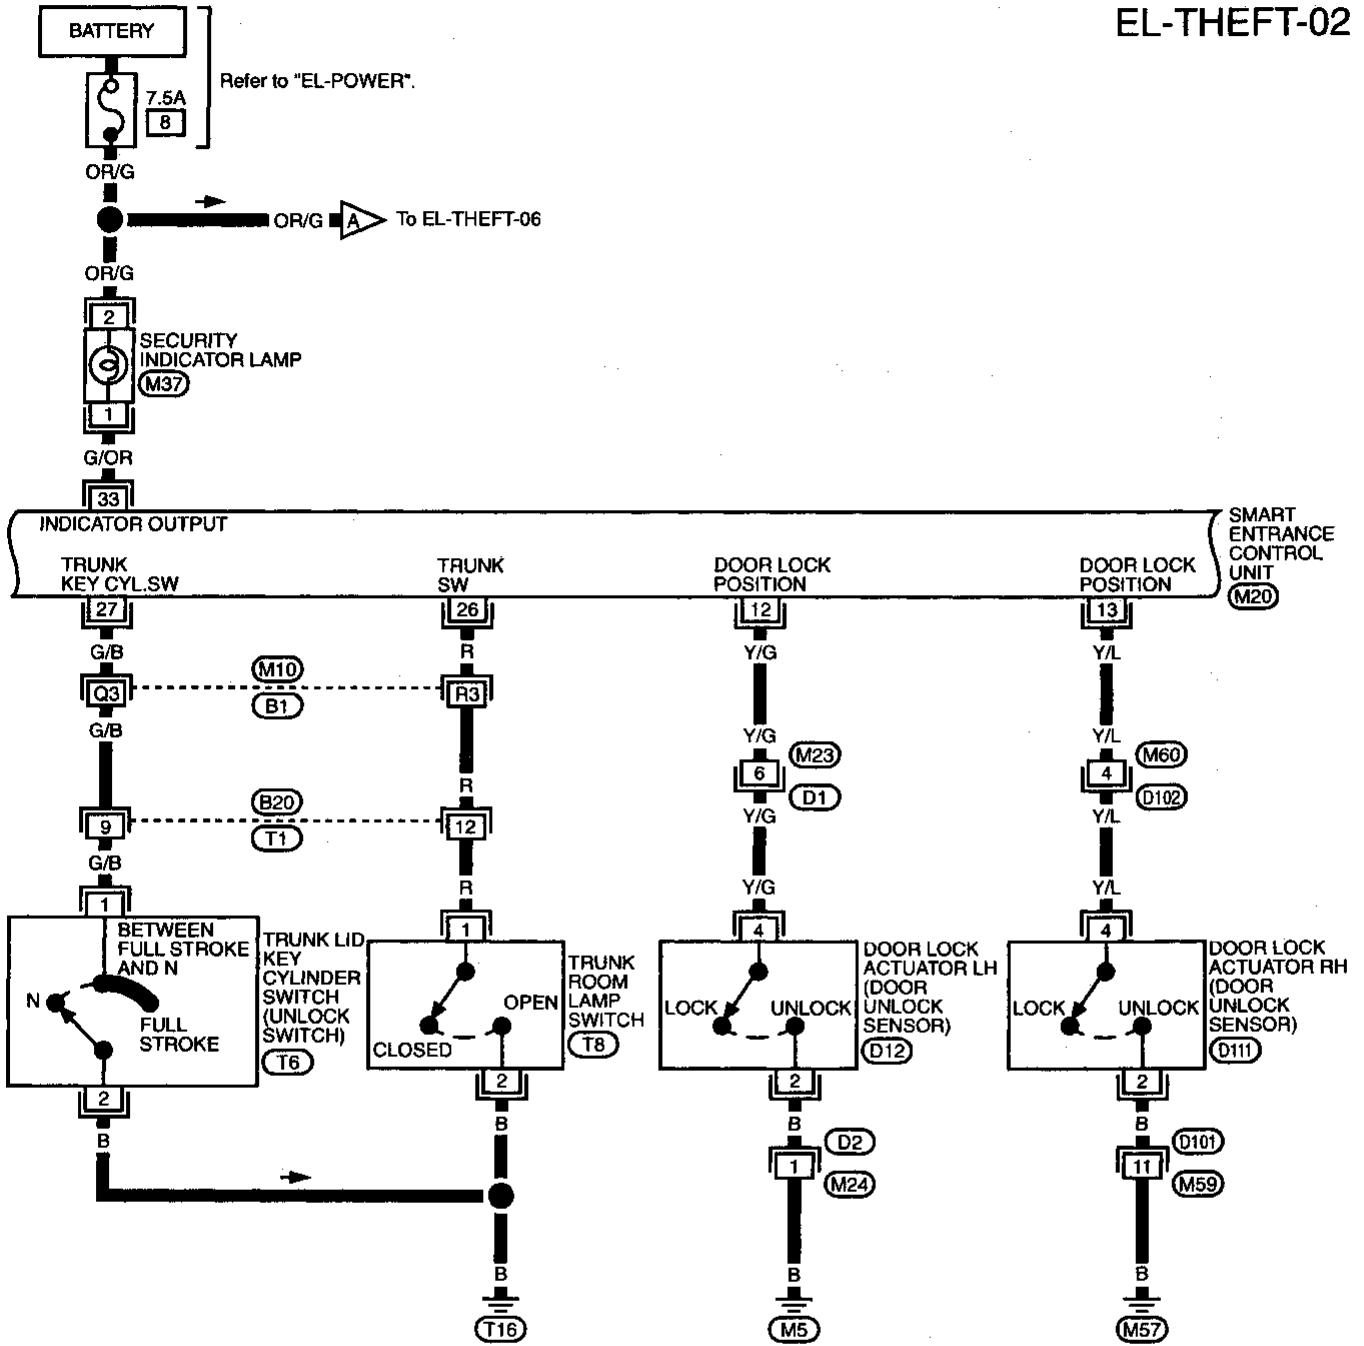 EL-THEFT-02
BATTERY
Refer to "EL-POWER".
7.5A
8
OR/G
OR/G
A
To EL-THEFT-06
OR/G
2
SECURITY
INDICATOR LAMP
M37
1
G/OR
33
INDICATOR OUTPUT
SMART
ENTRANCE
CONTROL
UNIT
M20
TRUNK
KEY CYL.SW
TRUNK
SW
DOOR LOCK
POSITION
DOOR LOCK
POSITION
27
26
12
13
G/B
R
Y/G
Y/L
Q3
M10
B1
R3
G/B
Y/G
Y/L
6
M23
D1
4
M60
D102
R
9
B20
T1
12
Y/G
Y/L
G/B
R
Y/G
Y/L
1
1
4
4
BETWEEN
FULL STROKE
AND N
N
FULL
STROKE
TRUNK LID
KEY
CYLINDER
SWITCH
(UNLOCK
SWITCH)
T6
OPEN
CLOSED
TRUNK
ROOM
LAMP
SWITCH
T8
LOCK
UNLOCK
DOOR LOCK
ACTUATOR LH
(DOOR
UNLOCK
SENSOR)
D12
LOCK
UNLOCK
DOOR LOCK
ACTUATOR RH
(DOOR
UNLOCK
SENSOR)
D111
2
2
2
2
B
B
B
B
1
D2
M24
11
D101
M59
B
B
B
T16
M5
M57